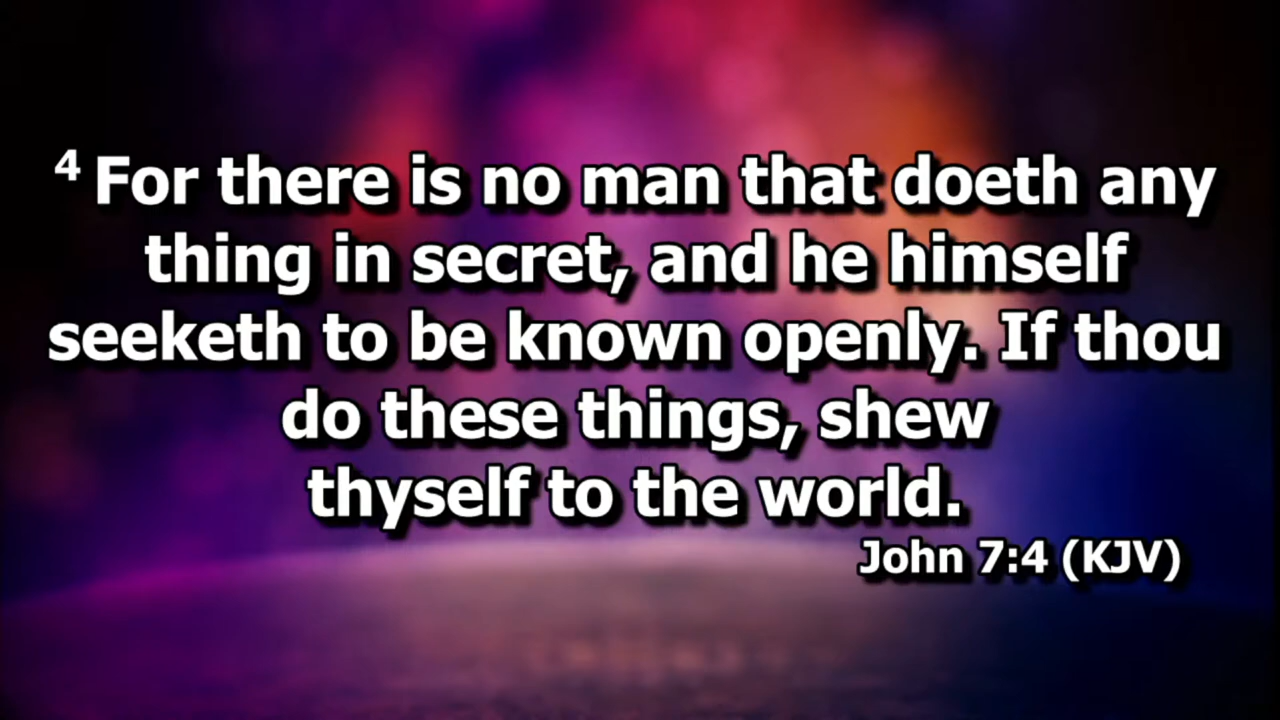 4 For there is no man that doeth any
thing in secret, and he himself
seeketh to be known openly. If thou
do these things, shew
thyself to the world.
John 7:4 (KJV)